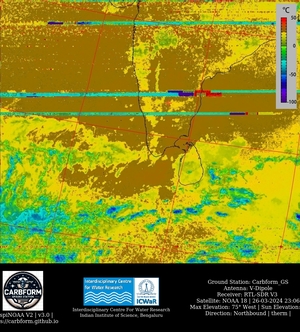 °C
50
0
-50
-100
CARBFORM
Interdisciplinary Centre
For Water Research
ICWaR
Interdisciplinary Centre For Water Research
Indian Institute of Science, Bengaluru
spiNOAA V2 | v3.0 |
s://carbform.github.io
Ground Station: Carbform_GS
Antenna: V-Dipole
Receiver: RTL-SDR V3
Satellite: NOAA 18 | 26-03-2024 23:06
Max Elevation: 75° West | Sun Elevation
Direction: Northbound | therm |